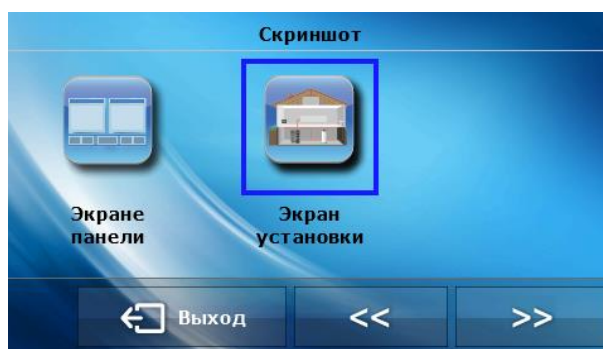 Скриншот
Экране
панели
Экран
установки
Выход
<<
>>